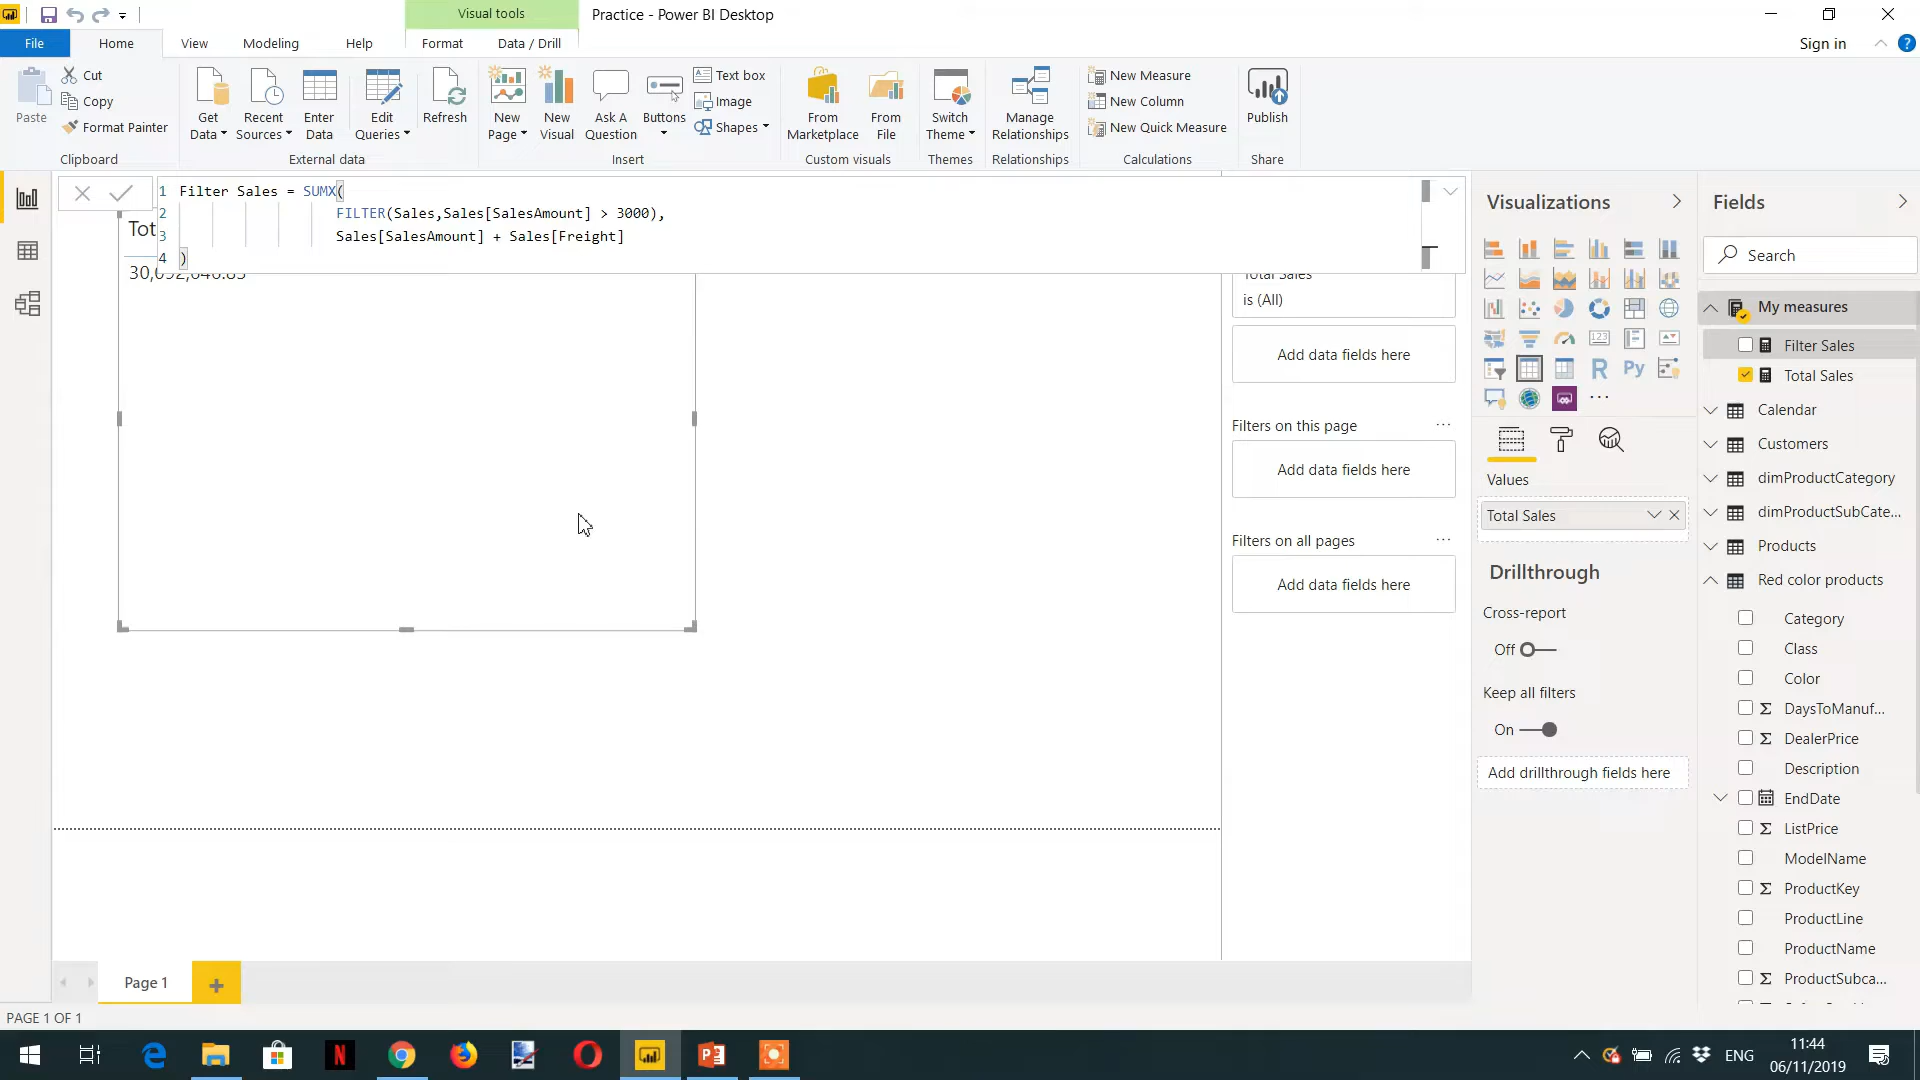 Visual tools
Practice - Power BI Desktop
File
Home
View
Modeling
Help
Format
Data / Drill
Sign in
?
Paste
Cut
Copy
Format Painter
Clipboard
Get Data
Recent Sources
Enter Data
Edit Queries
Refresh
External data
New Page
New Visual
Ask A Question
Buttons
Text box
Image
Shapes
Insert
From Marketplace
From File
Custom visuals
Switch Theme
Themes
Manage Relationships
Relationships
New Measure
New Column
New Quick Measure
Calculations
Publish
Share
1 Filter Sales = SUMX(
2 FILTER(Sales,Sales[SalesAmount] > 3000),
3 Sales[SalesAmount] + Sales[Freight]
4 )
Tot
Total Sales
is (All)
Add data fields here
Filters on this page ...
Add data fields here
Filters on all pages ...
Add data fields here
Visualizations
123
R
Py
...
Values
Total Sales
Drillthrough
Cross-report
Off
Keep all filters
On
Add drillthrough fields here
Fields
Search
My measures
Filter Sales
Total Sales
Calendar
Customers
dimProductCategory
dimProductSubCate...
Products
Red color products
Category
Class
Color
Σ DaysToManuf...
Σ DealerPrice
Description
EndDate
Σ ListPrice
ModelName
Σ ProductKey
ProductLine
ProductName
Σ ProductSubca...
Page 1
+
PAGE 1 OF 1
ENG
11:44
06/11/2019